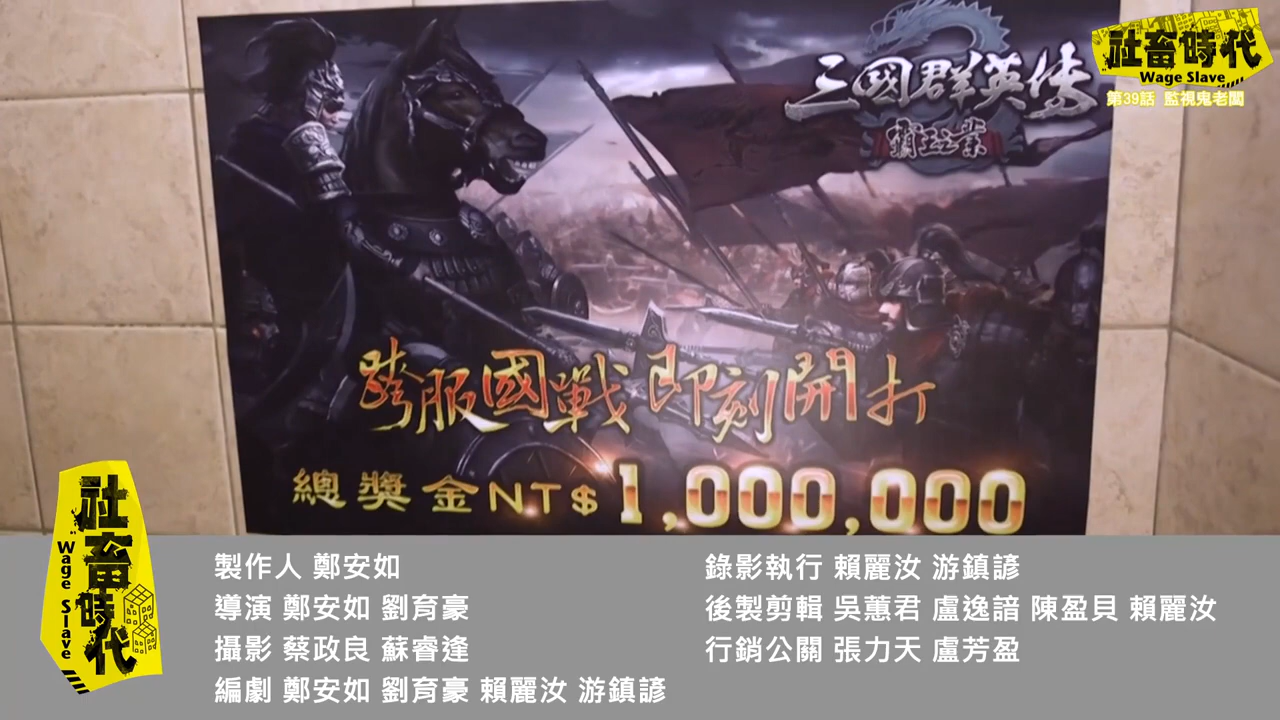 社畜時代
Wage Slave
第39話 監視鬼老闆
三國群英傳
霸王之業
跨服國戰 即刻開打
總獎金NT$1,000,000
社畜時代
Wage Slave
製作人 鄭安如
導演 鄭安如 劉育豪
攝影 蔡政良 蘇睿逢
編劇 鄭安如 劉育豪 賴麗汝 游鎮諺
錄影執行 賴麗汝 游鎮諺
後製剪輯 吳蕙君 盧逸諳 陳盈貝 賴麗汝
行銷公關 張力天 盧芳盈